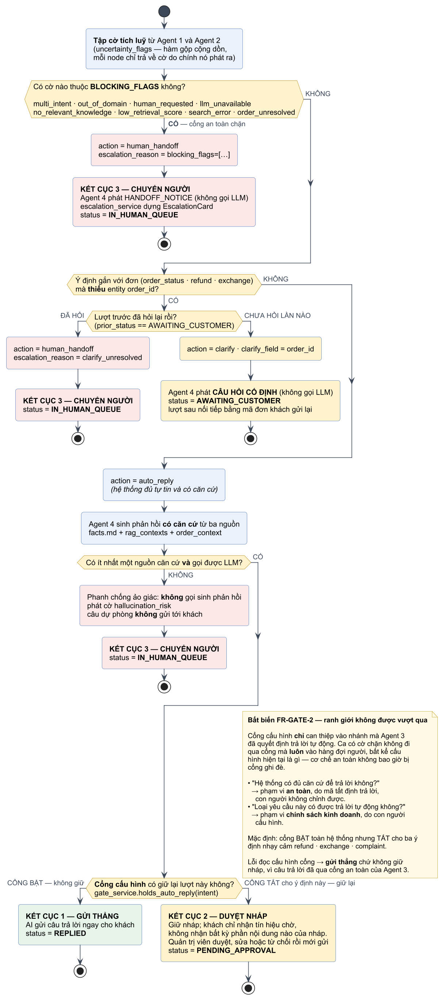 Tập cờ tích luỹ từ Agent 1 và Agent 2
(uncertainty_flags — hàm gộp cộng dồn,
mỗi node chỉ trả về cờ do chính nó phát ra)
Có cờ nào thuộc BLOCKING_FLAGS không?
multi_intent · out_of_domain · human_requested · llm_unavailable
no_relevant_knowledge · low_retrieval_score · search_error · order_unresolved
KHÔNG
CÓ — cổng an toàn chặn
action = human_handoff
escalation_reason = blocking_flags=[…]
KẾT CỤC 3 — CHUYỂN NGƯỜI
Agent 4 phát HANDOFF_NOTICE (không gọi LLM)
escalation_service dựng EscalationCard
status = IN_HUMAN_QUEUE
Ý định gắn với đơn (order_status · refund · exchange)
mà thiếu entity order_id?
KHÔNG
CÓ
ĐÃ HỎI
Lượt trước đã hỏi lại rồi?
(prior_status == AWAITING_CUSTOMER)
CHƯA HỎI LẦN NÀO
action = human_handoff
escalation_reason = clarify_unresolved
action = clarify · clarify_field = order_id
KẾT CỤC 3 — CHUYỂN NGƯỜI
status = IN_HUMAN_QUEUE
Agent 4 phát CÂU HỎI CỐ ĐỊNH (không gọi LLM)
status = AWAITING_CUSTOMER
lượt sau nối tiếp bằng mã đơn khách gửi lại
action = auto_reply
(hệ thống đủ tự tin và có căn cứ)
Agent 4 sinh phản hồi có căn cứ từ ba nguồn
facts.md + rag_contexts + order_context
Có ít nhất một nguồn căn cứ và gọi được LLM?
CÓ
KHÔNG
Phanh chống ảo giác: không gọi sinh phản hồi
phát cờ hallucination_risk
câu dự phòng không gửi tới khách
KẾT CỤC 3 — CHUYỂN NGƯỜI
status = IN_HUMAN_QUEUE
Bất biến FR-GATE-2 — ranh giới không được vượt qua
Cổng cấu hình chỉ can thiệp vào nhánh mà Agent 3
đã quyết định trả lời tự động. Ca có cờ chặn không đi
qua cổng mà luôn vào hàng đợi người, bất kể cấu
hình hiện tại là gì — cơ chế an toàn không bao giờ bị
cổng ghi đè.
• "Hệ thống có đủ căn cứ để trả lời không?"
→ phạm vi an toàn, do mã tất định trả lời,
con người không chỉnh được.
• "Loại yêu cầu này có được trả lời tự động không?"
→ phạm vi chính sách kinh doanh, do con người
cấu hình.
Mặc định: cổng BẬT toàn hệ thống nhưng TẮT cho ba ý
định nhạy cảm refund · exchange · complaint.
Lỗi đọc cấu hình cổng → gửi thẳng chứ không giữ
nháp, vì câu trả lời đã qua cổng an toàn của Agent 3.
CỔNG BẬT — không giữ
Cổng cấu hình có giữ lại lượt này không?
gate_service.holds_auto_reply(intent)
CỔNG TẮT cho ý định này — giữ lại
KẾT CỤC 1 — GỬI THẲNG
AI gửi câu trả lời ngay cho khách
status = REPLIED
KẾT CỤC 2 — DUYỆT NHÁP
Giữ nháp; khách chỉ nhận tín hiệu chờ,
không nhận bất kỳ phần nội dung nào của nháp.
Quản trị viên duyệt, sửa hoặc từ chối rồi mới gửi
status = PENDING_APPROVAL